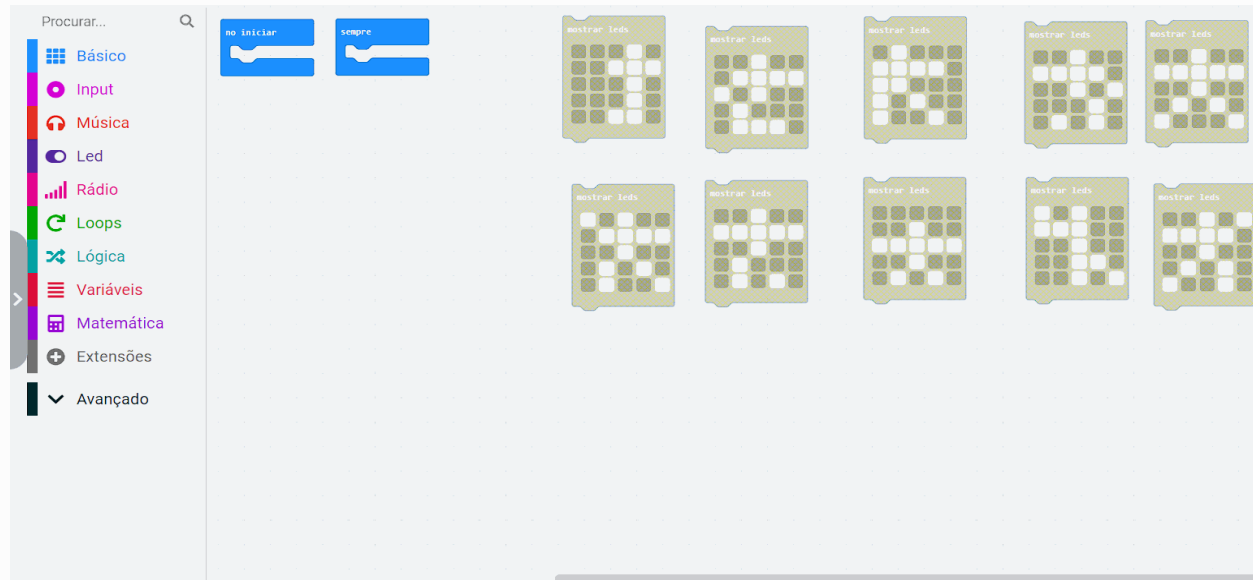 Procurar...
Básico
Input
Música
Led
Rádio
Loops
Lógica
Variáveis
Matemática
Extensões
Avançado
no iniciar
sempre
mostrar leds
mostrar leds
mostrar leds
mostrar leds
mostrar leds
mostrar leds
mostrar leds
mostrar leds
mostrar leds
mostrar leds